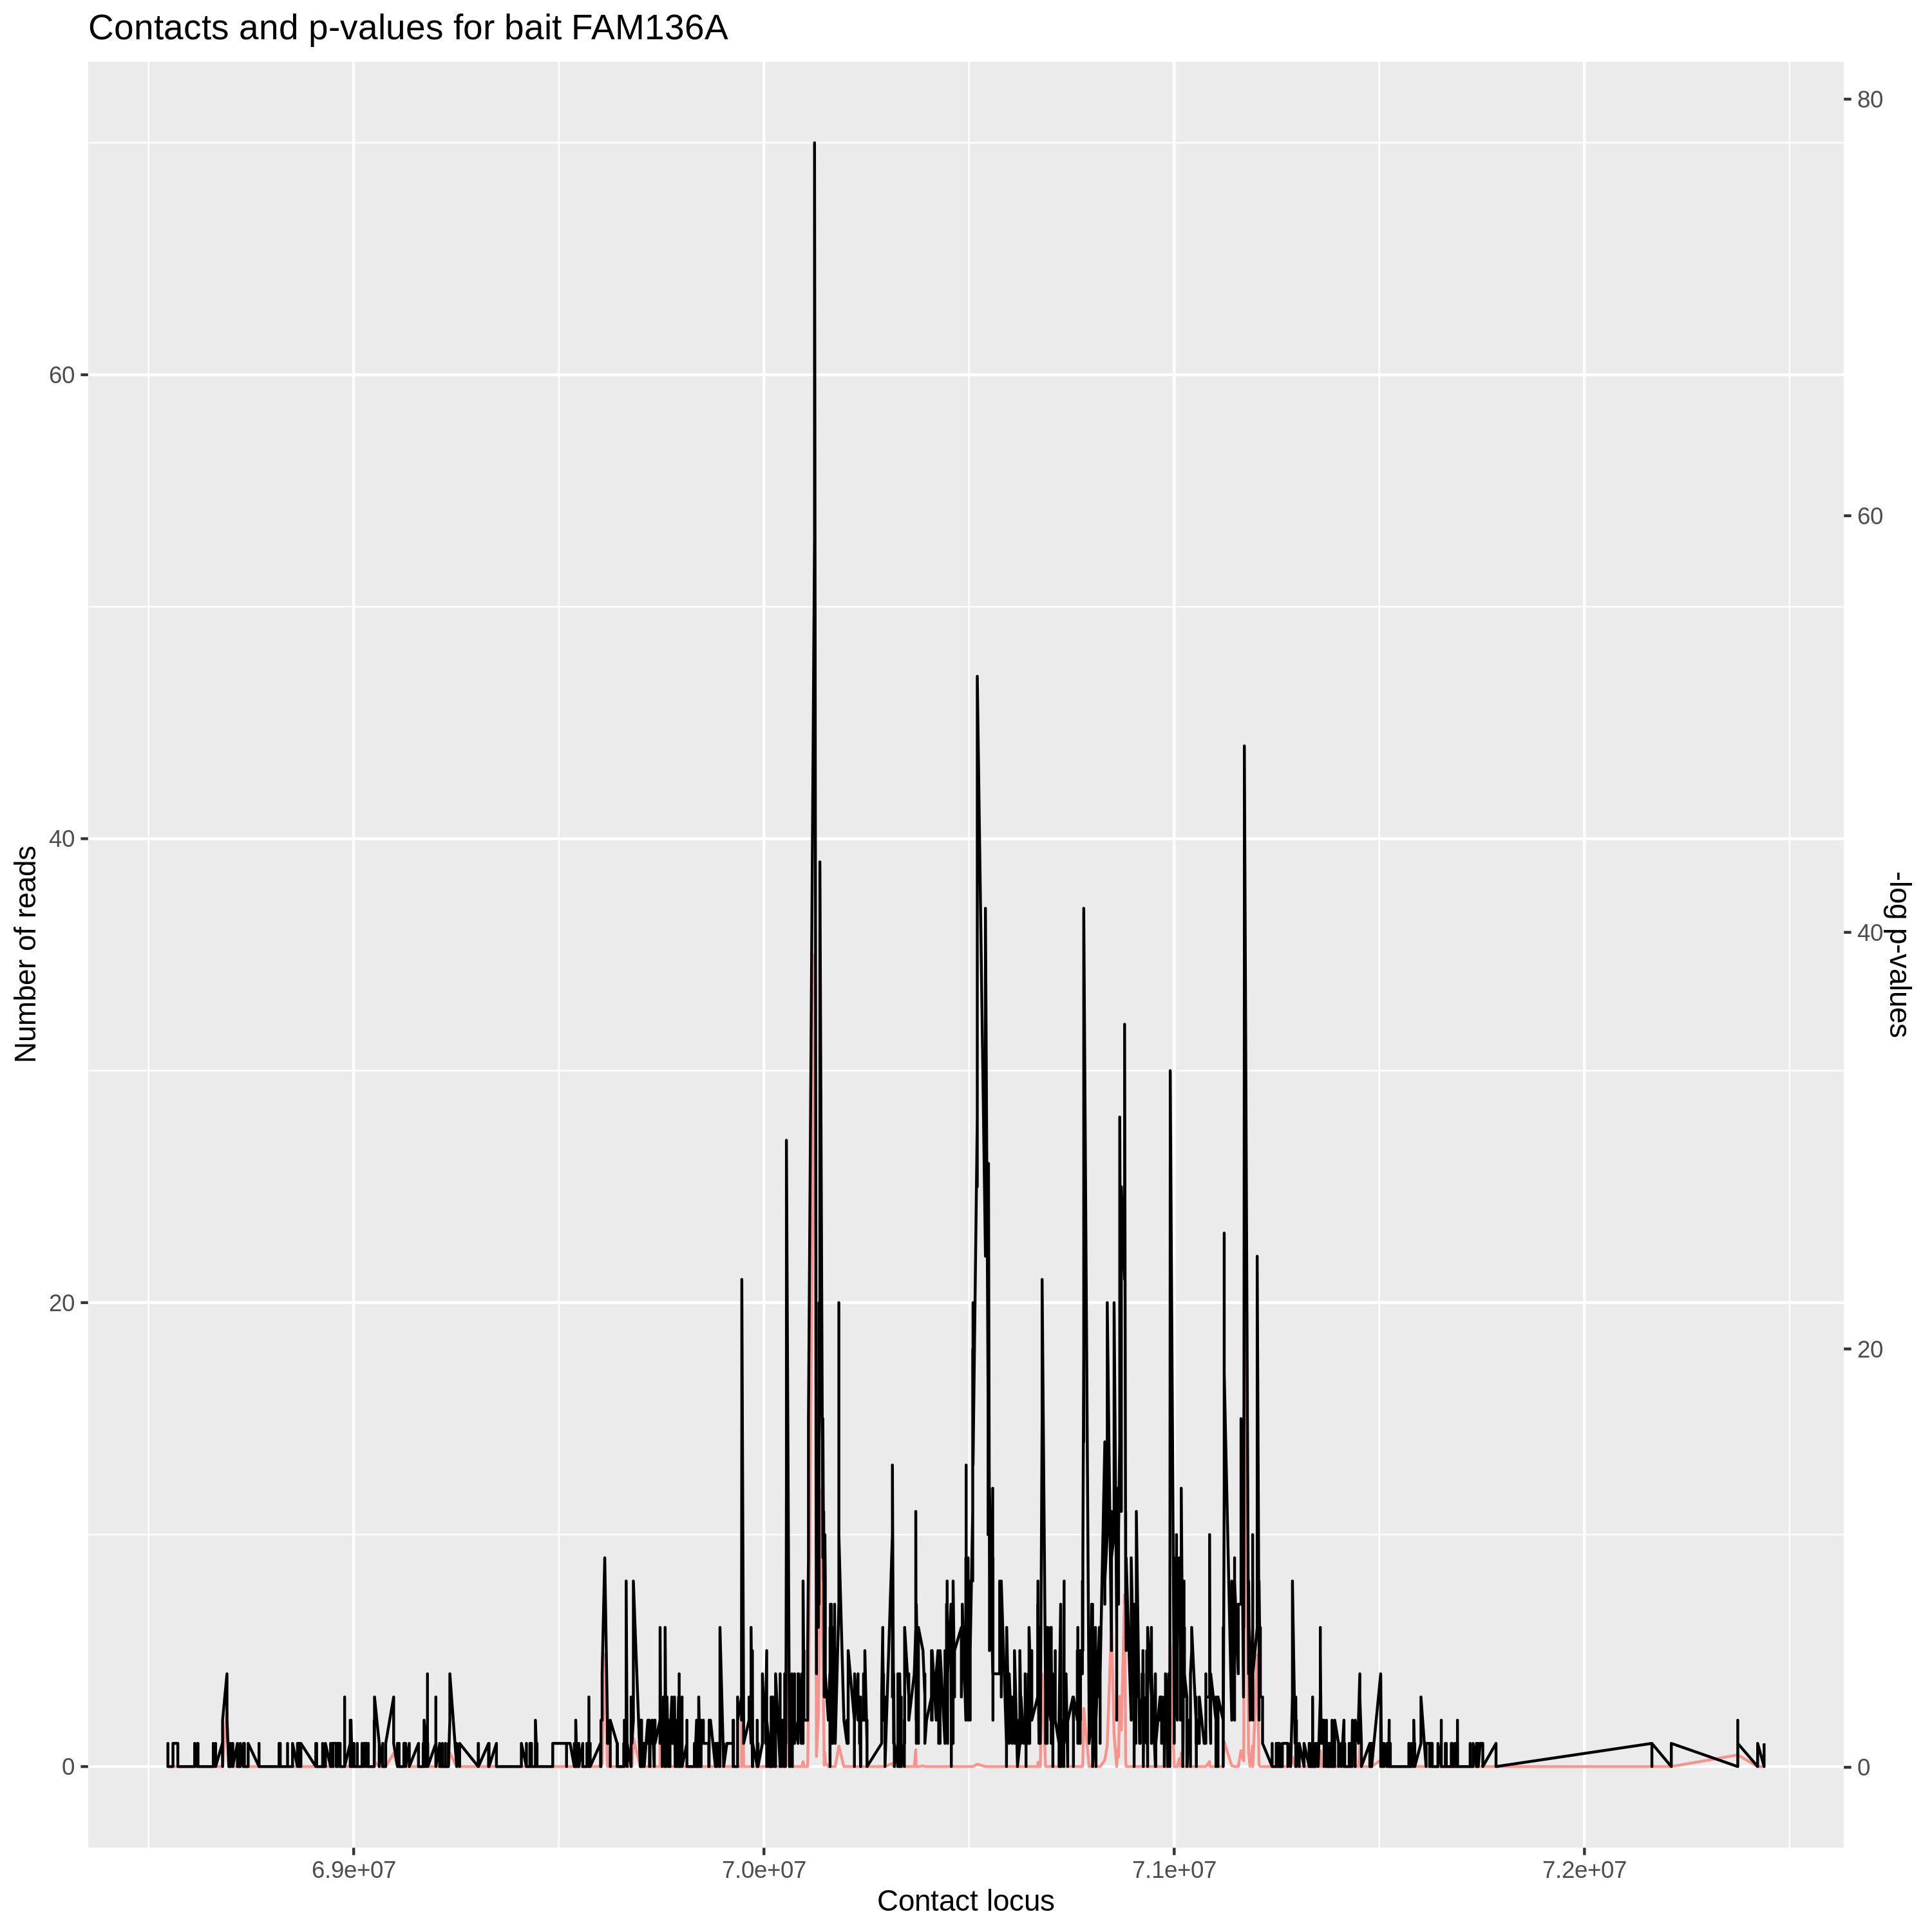 Contacts and p-values for bait FAM136A
80
60
60
40
40
20
20
0
0
Number of reads
-log p-values
6.9e+07
7.0e+07
7.1e+07
7.2e+07
Contact locus